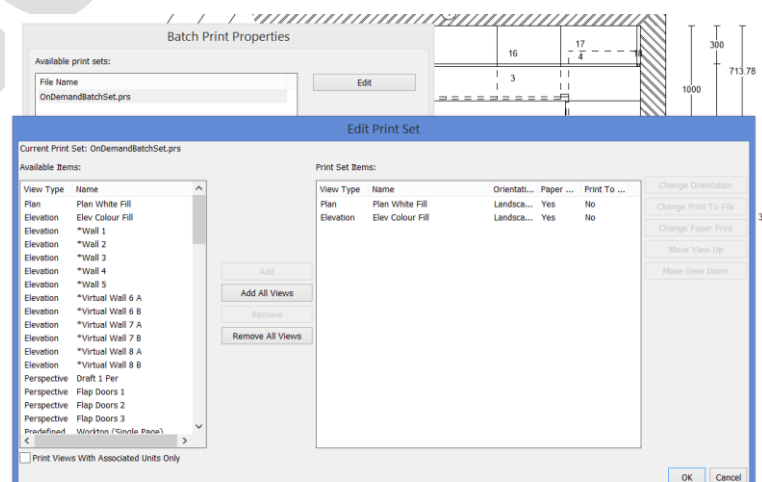 Batch Print Properties
Available print sets:
File Name
OnDemandBatchSet.prs
Edit
16
17
4
18
3
300
1000
713.78
Edit Print Set
Current Print Set: OnDemandBatchSet.prs
Available Items:
View Type Name
Plan Plan White Fill
Elevation Elev Colour Fill
Elevation *Wall 1
Elevation *Wall 2
Elevation *Wall 3
Elevation *Wall 4
Elevation *Wall 5
Elevation *Virtual Wall 6 A
Elevation *Virtual Wall 6 B
Elevation *Virtual Wall 7 A
Elevation *Virtual Wall 7 B
Elevation *Virtual Wall 8 A
Elevation *Virtual Wall 8 B
Perspective Draft 1 Per
Perspective Flap Doors 1
Perspective Flap Doors 2
Perspective Flap Doors 3
Predefined Worktop (Single Page)
Print Views With Associated Units Only
Add
Add All Views
Remove
Remove All Views
Print Set Items:
View Type Name Orientati... Paper ... Print To ...
Plan Plan White Fill Landsca... Yes No
Elevation Elev Colour Fill Landsca... Yes No
Change Orientation
Change Print To File
Change Paper Print
Move View Up
Move View Down
3
OK Cancel